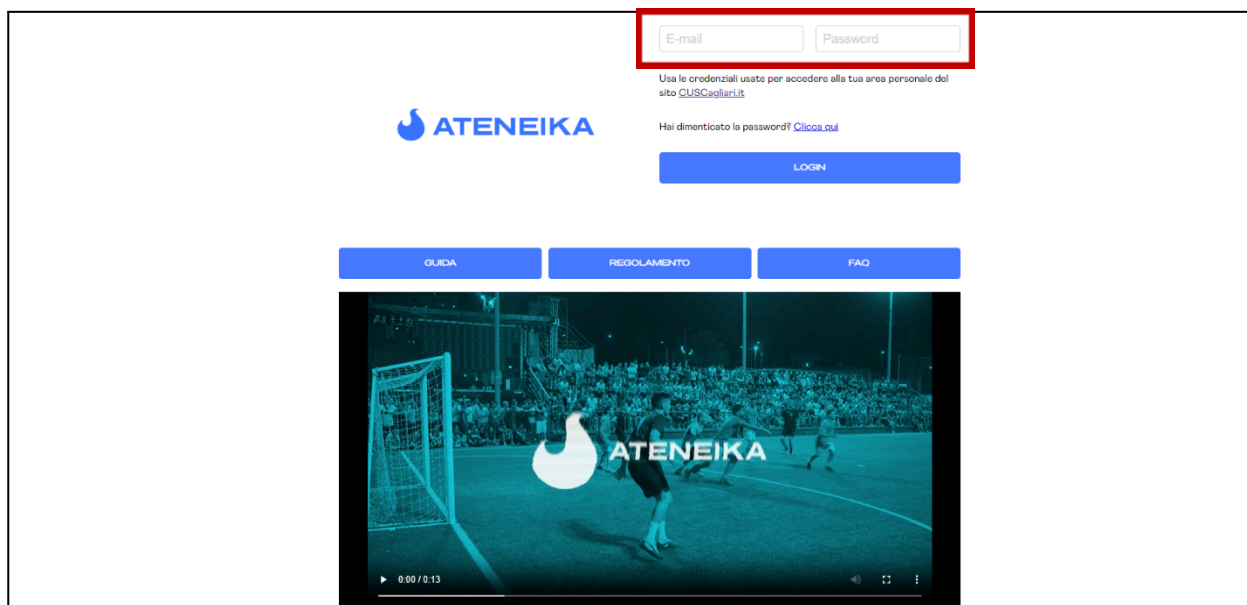 E-mail
Password
Usa le credenziali usate per accedere alla tua area personale del
sito CUSCagliari.it
ATENEIKA
Hai dimenticato la password? Clicca qui
LOGIN
GUIDA
REGOLAMENTO
FAQ
ATENEIKA
0:00 / 0:13